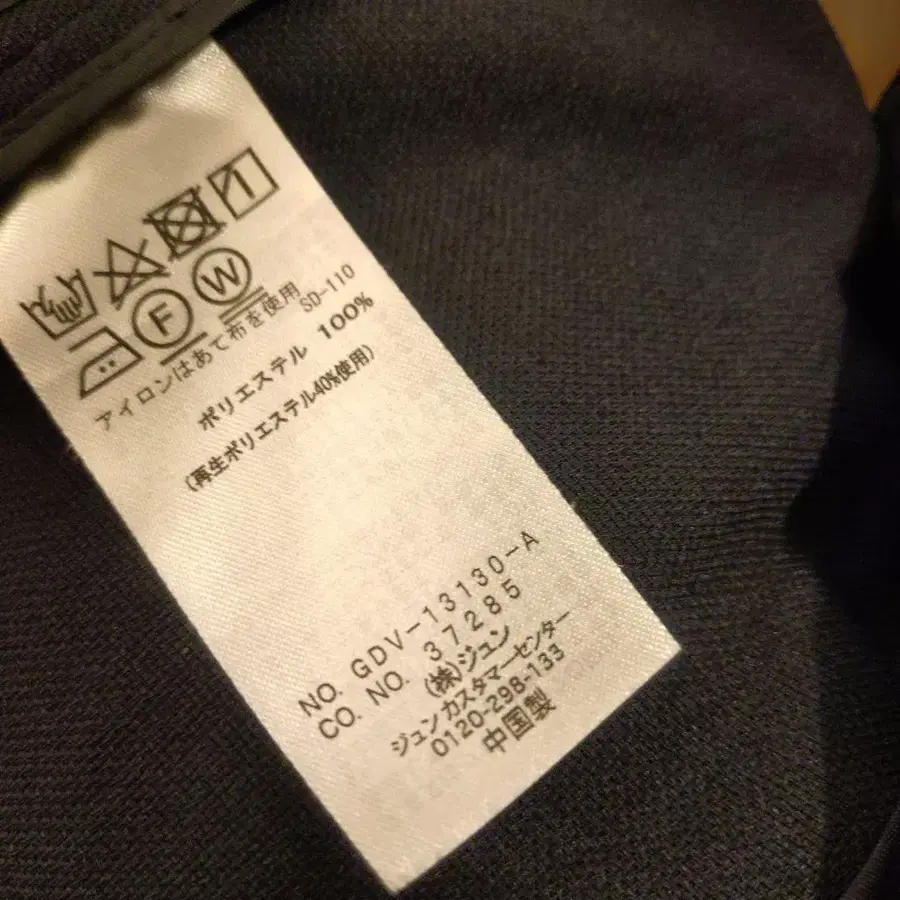 F W
アイロンはあて布を使用
SD-110
ポリエステル 100%
(再生ポリエステル40%使用)
NO. GDV-13130-A
CO. NO. 37285
(株)ジュン
ジュンカスタマーセンター
0120-298-133
中国製